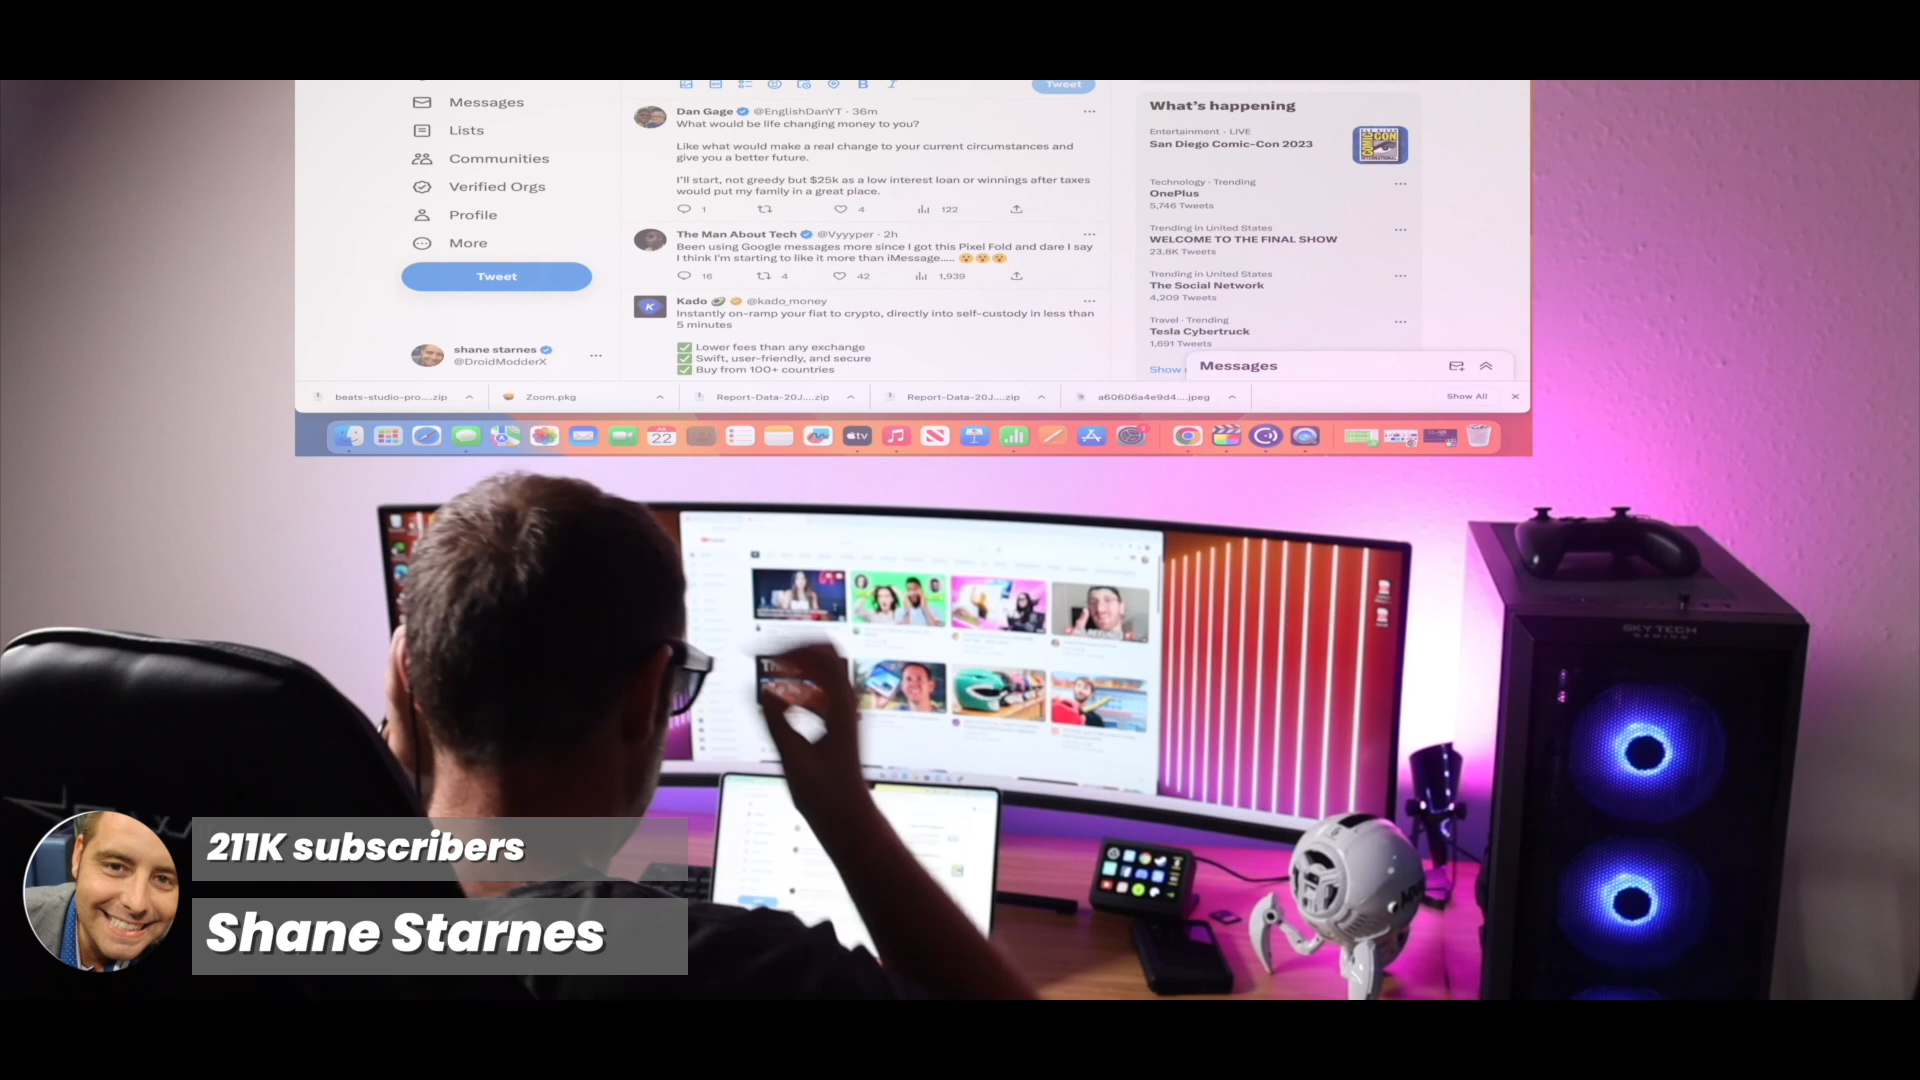 Tweet
Messages
Lists
Communities
Verified Orgs
Profile
More
Tweet
shane starnes
@DroidModderX
Dan Gage @EnglishDanYT · 36m
What would be life changing money to you?
Like what would make a real change to your current circumstances and
give you a better future.
I'll start, not greedy but $25k as a low interest loan or winnings after taxes
would put my family in a great place.
1 4 122
The Man About Tech @Vyyyper · 2h
Been using Google messages more since I got this Pixel Fold and dare I say
I think I'm starting to like it more than iMessage..... 😮😮😮
16 4 42 1,939
Kado 🥑 @kado_money
Instantly on-ramp your fiat to crypto, directly into self-custody in less than
5 minutes
✅ Lower fees than any exchange
✅ Swift, user-friendly, and secure
✅ Buy from 100+ countries
What's happening
Entertainment · LIVE
San Diego Comic-Con 2023
COMIC CON
INTERNATIONAL
Technology · Trending
OnePlus
5,746 Tweets
Trending in United States
WELCOME TO THE FINAL SHOW
23.8K Tweets
Trending in United States
The Social Network
4,209 Tweets
Travel · Trending
Tesla Cybertruck
1,691 Tweets
Show
Messages
beats-studio-pro....zip
Zoom.pkg
Report-Data-20J....zip
Report-Data-20J....zip
a60606a4e9d4....jpeg
Show All
JUL
22
tv
SKYTECH
GAMING
211K subscribers
Shane Starnes